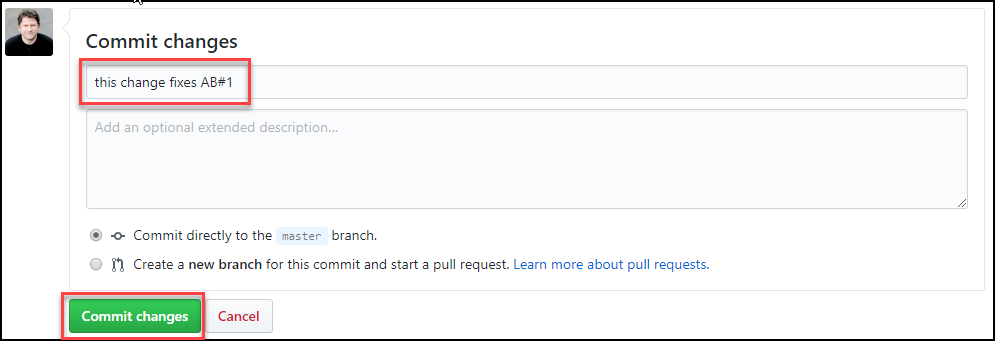 Commit changes
this change fixes AB#1
Add an optional extended description...
Commit directly to the master branch.
Create a new branch for this commit and start a pull request. Learn more about pull requests.
Commit changes Cancel